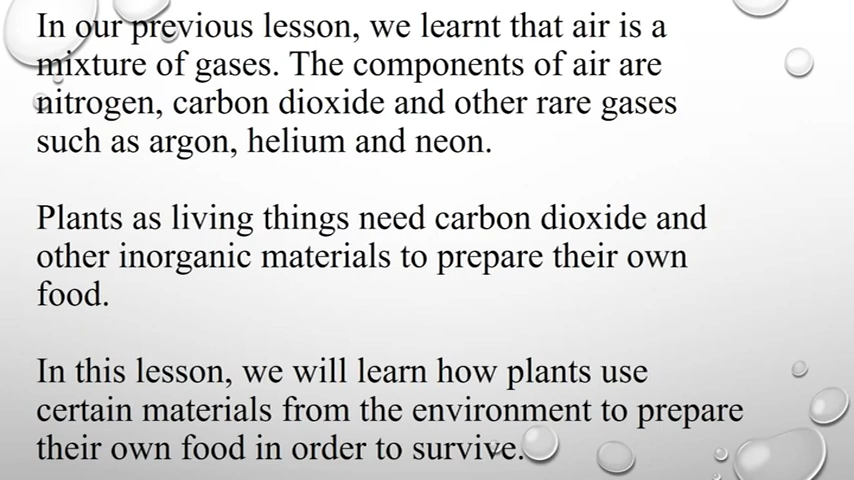 In our previous lesson, we learnt that air is a
mixture of gases. The components of air are
nitrogen, carbon dioxide and other rare gases
such as argon, helium and neon.
Plants as living things need carbon dioxide and
other inorganic materials to prepare their own
food.
In this lesson, we will learn how plants use
certain materials from the environment to prepare
their own food in order to survive.